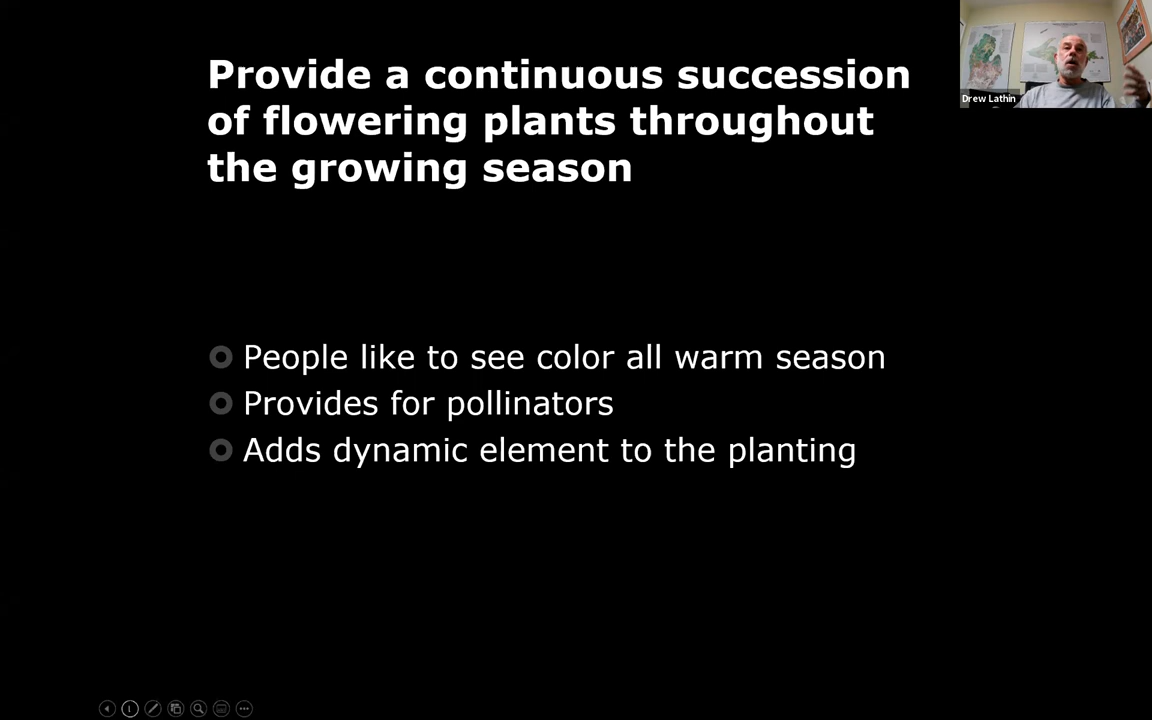 Provide a continuous succession
of flowering plants throughout
the growing season
Drew Lathin
People like to see color all warm season
Provides for pollinators
Adds dynamic element to the planting